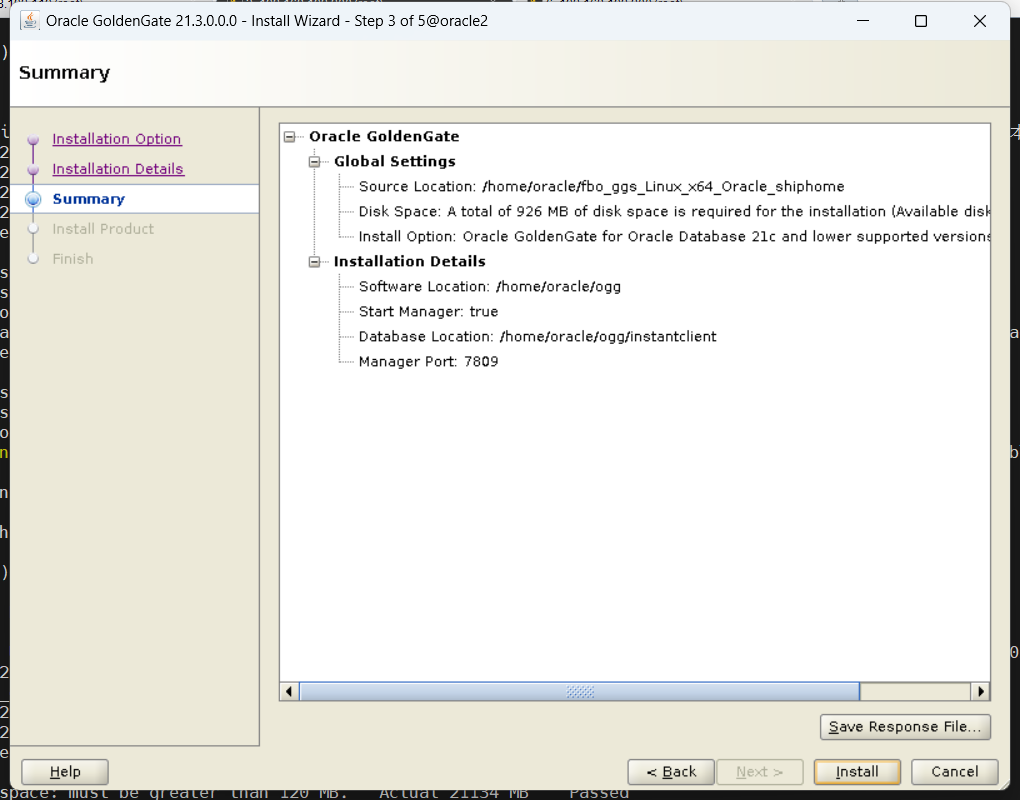 Oracle GoldenGate 21.3.0.0.0 - Install Wizard - Step 3 of 5@oracle2
Summary
Installation Option
Installation Details
Summary
Install Product
Finish
Oracle GoldenGate
Global Settings
Source Location: /home/oracle/fbo_ggs_Linux_x64_Oracle_shiphome
Disk Space: A total of 926 MB of disk space is required for the installation (Available disk
Install Option: Oracle GoldenGate for Oracle Database 21c and lower supported versions
Installation Details
Software Location: /home/oracle/ogg
Start Manager: true
Database Location: /home/oracle/ogg/instantclient
Manager Port: 7809
Save Response File...
Help
< Back
Next >
Install
Cancel
space: must be greater than 120 MB. Actual 21134 MB Passed